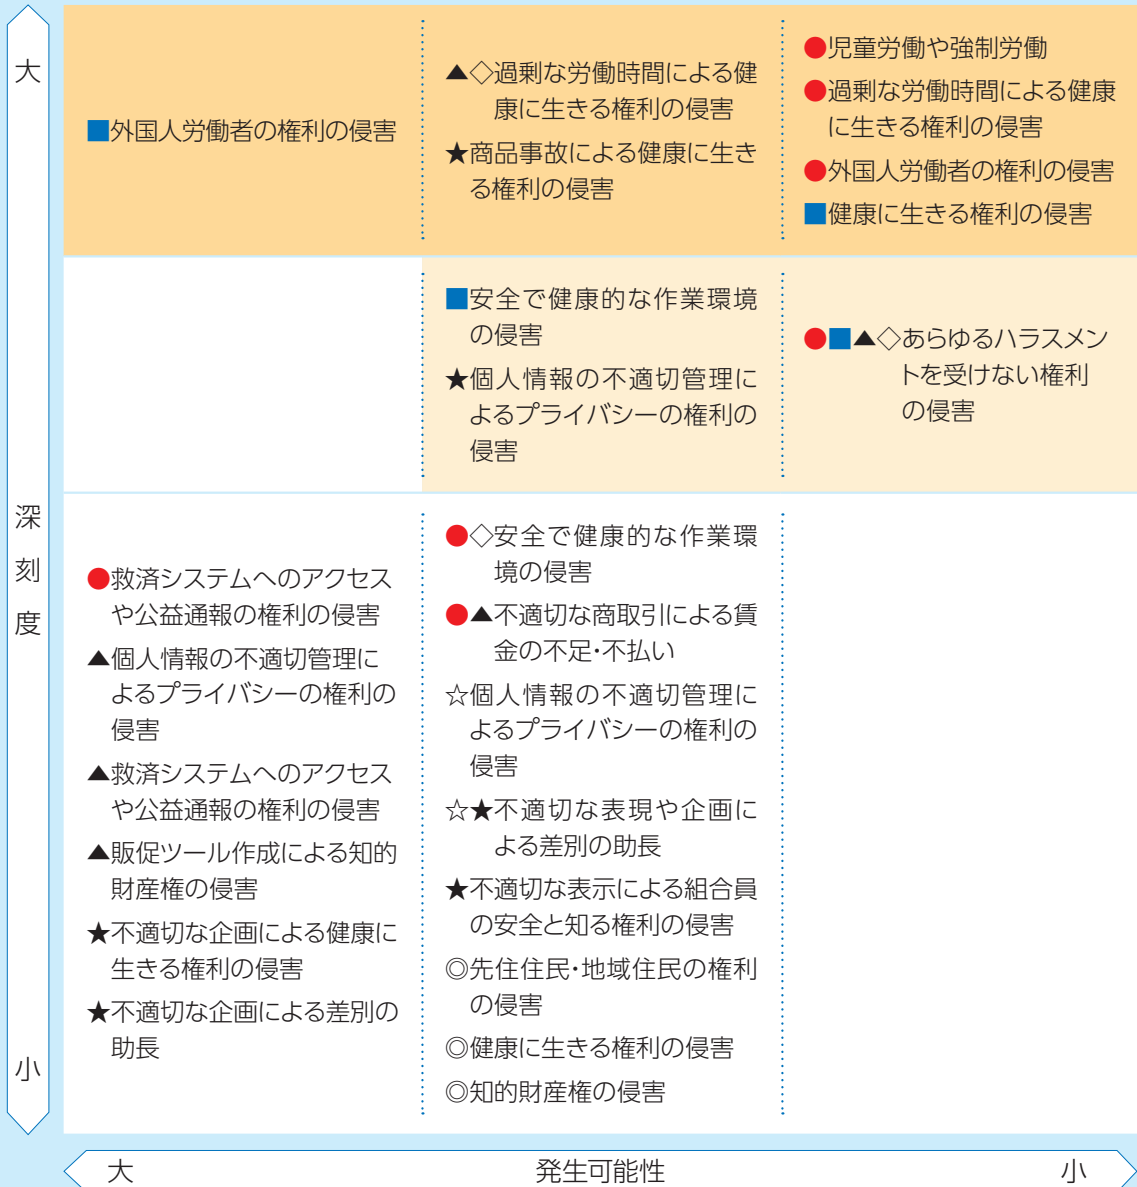 大
深
刻
度
小
■外国人労働者の権利の侵害
▲◇過剰な労働時間による健
康に生きる権利の侵害
★商品事故による健康に生き
る権利の侵害
●児童労働や強制労働
●過剰な労働時間による健康
に生きる権利の侵害
●外国人労働者の権利の侵害
■健康に生きる権利の侵害
■安全で健康的な作業環境
の侵害
★個人情報の不適切管理に
よるプライバシーの権利の
侵害
●■▲◇あらゆるハラスメン
トを受けない権利
の侵害
●救済システムへのアクセス
や公益通報の権利の侵害
▲個人情報の不適切管理に
よるプライバシーの権利の
侵害
▲救済システムへのアクセス
や公益通報の権利の侵害
▲販促ツール作成による知的
財産権の侵害
★不適切な企画による健康に
生きる権利の侵害
★不適切な企画による差別の
助長
●◇安全で健康的な作業環
境の侵害
●▲不適切な商取引による賃
金の不足・不払い
☆個人情報の不適切管理に
よるプライバシーの権利の
侵害
☆★不適切な表現や企画に
よる差別の助長
★不適切な表示による組合員
の安全と知る権利の侵害
◎先住住民・地域住民の権利
の侵害
◎健康に生きる権利の侵害
◎知的財産権の侵害
大 発生可能性 小